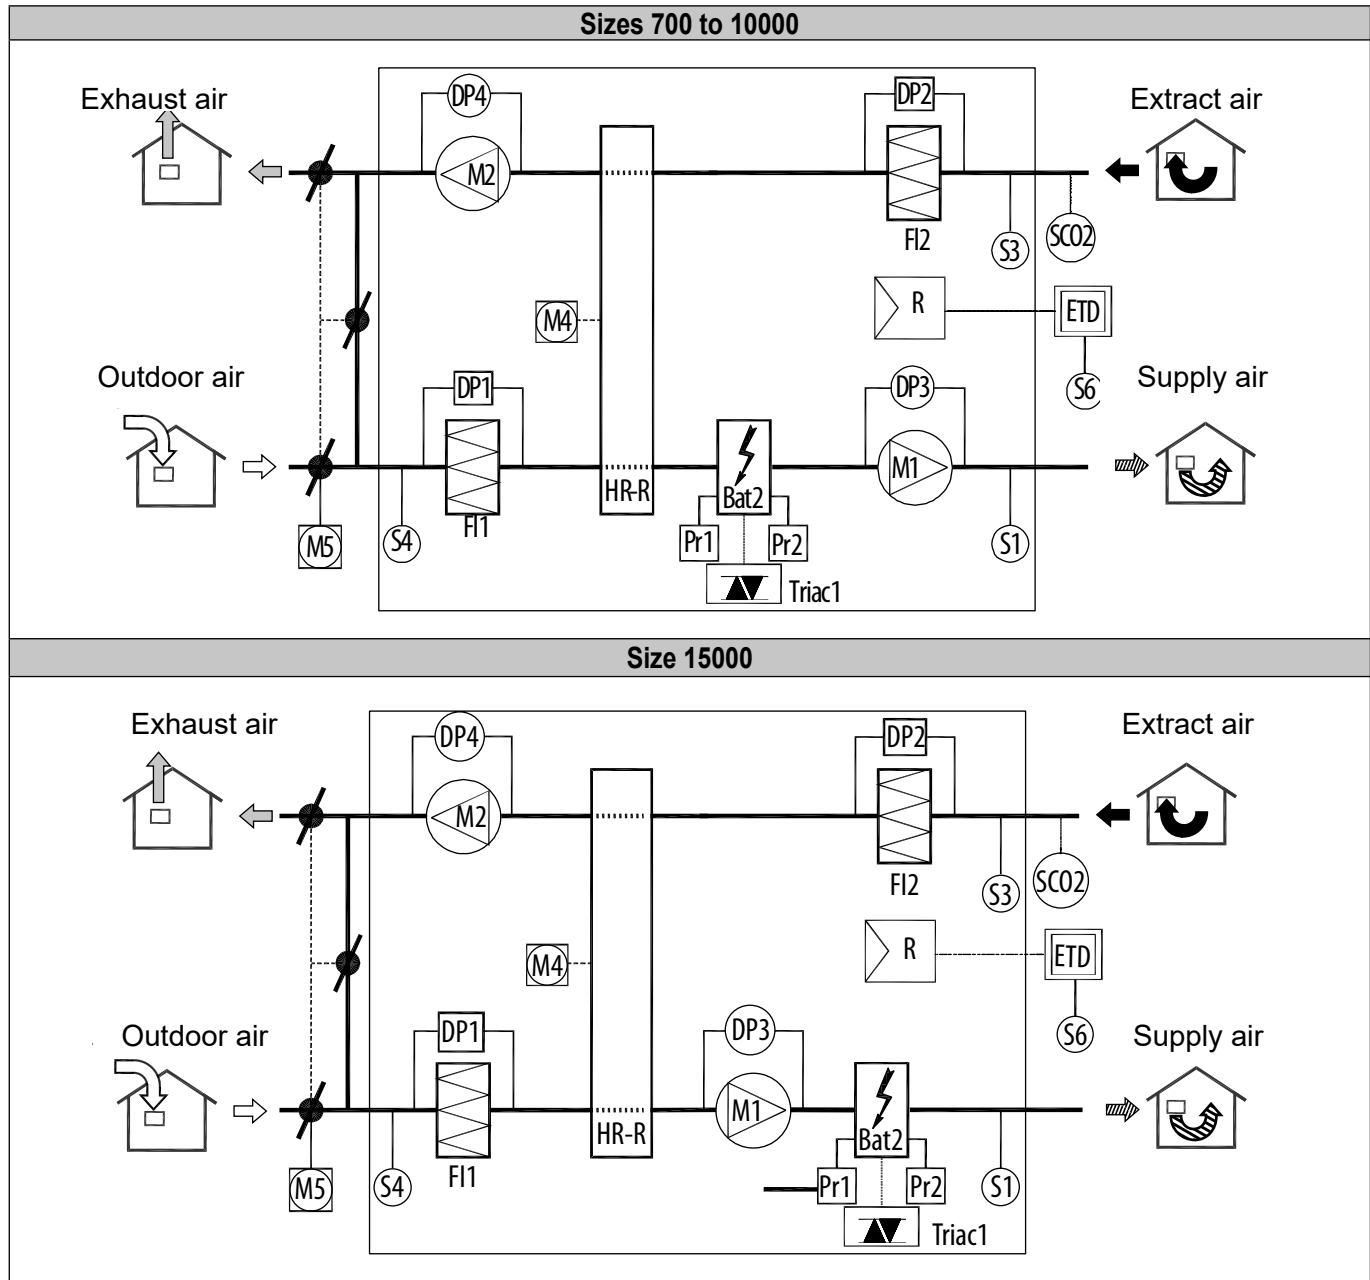 Sizes 700 to 10000
Exhaust air
DP4
DP2
Extract air
M2
FI2
S3
SCO2
M4
R
ETD
Outdoor air
DP1
DP3
S6
Supply air
M1
HR-R
Bat2
FI1
M5
S4
Pr1
Pr2
S1
Triac1
Size 15000
Exhaust air
DP4
DP2
Extract air
M2
FI2
S3
SCO2
M4
R
ETD
Outdoor air
DP1
DP3
S6
Supply air
M1
HR-R
Bat2
FI1
M5
S4
Pr1
Pr2
S1
Triac1